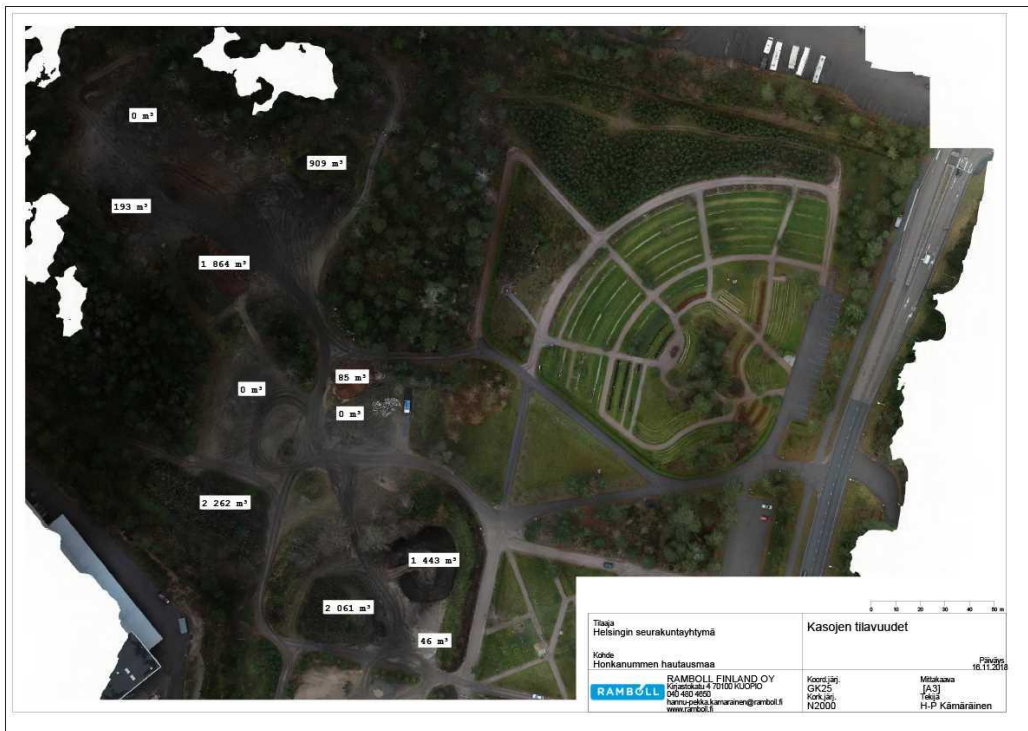 0 m³
909 m³
193 m³
1 864 m³
85 m³
0 m³
0 m³
2 262 m³
1 443 m³
2 061 m³
46 m³
0 10 20 30 40 50 m
Tilaaja
Helsingin seurakuntayhtymä
Kohde
Honkanummen hautausmaa
Kasojen tilavuudet
Päiväys
16.11.2018
RAMBOLL
RAMBOLL FINLAND OY
Kirjastokatu 4 70100 KUOPIO
040 480 4650
hannu-pekka.kamarainen@ramboll.fi
www.ramboll.fi
Koord.järj.
GK25
Kork.järj.
N2000
Mittakaava
[A3]
Tekijä
H-P Kämäräinen